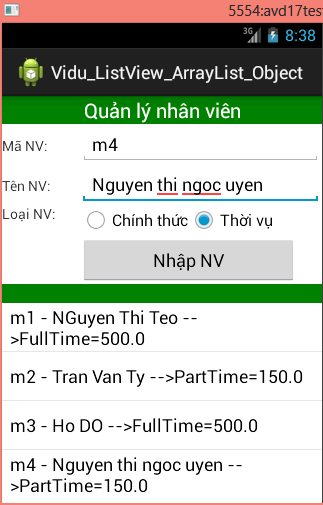 5554:avd17tes
3G 8:38
Vidu_ListView_ArrayList_Object
Quản lý nhân viên
Mã NV: m4
Tên NV: Nguyen thi ngoc uyen
Loại NV: Chính thức Thời vụ
Nhập NV
m1 - NGuyen Thi Teo --
>FullTime=500.0
m2 - Tran Van Ty -->PartTime=150.0
m3 - Ho DO -->FullTime=500.0
m4 - Nguyen thi ngoc uyen --
>PartTime=150.0